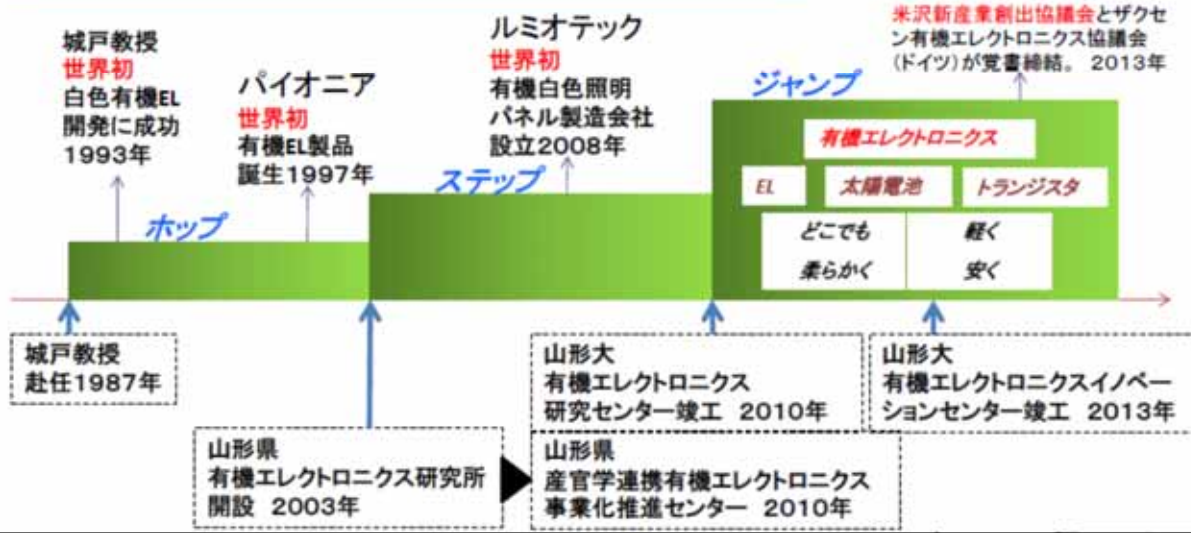 城戸教授
世界初
白色有機EL
開発に成功
1993年
パイオニア
世界初
有機EL製品
誕生1997年
ルミオテック
世界初
有機白色照明
パネル製造会社
設立2008年
米沢新産業創出協議会とザクセ
ン有機エレクトロニクス協議会
(ドイツ)が覚書締結。 2013年
ホップ
ステップ
ジャンプ
有機エレクトロニクス
EL
太陽電池
トランジスタ
どこでも
軽く
柔らかく
安く
城戸教授
赴任1987年
山形県
有機エレクトロニクス研究所
開設 2003年
山形大
有機エレクトロニクス
研究センター竣工 2010年
山形県
産官学連携有機エレクトロニクス
事業化推進センター 2010年
山形大
有機エレクトロニクスイノベー
ションセンター竣工 2013年